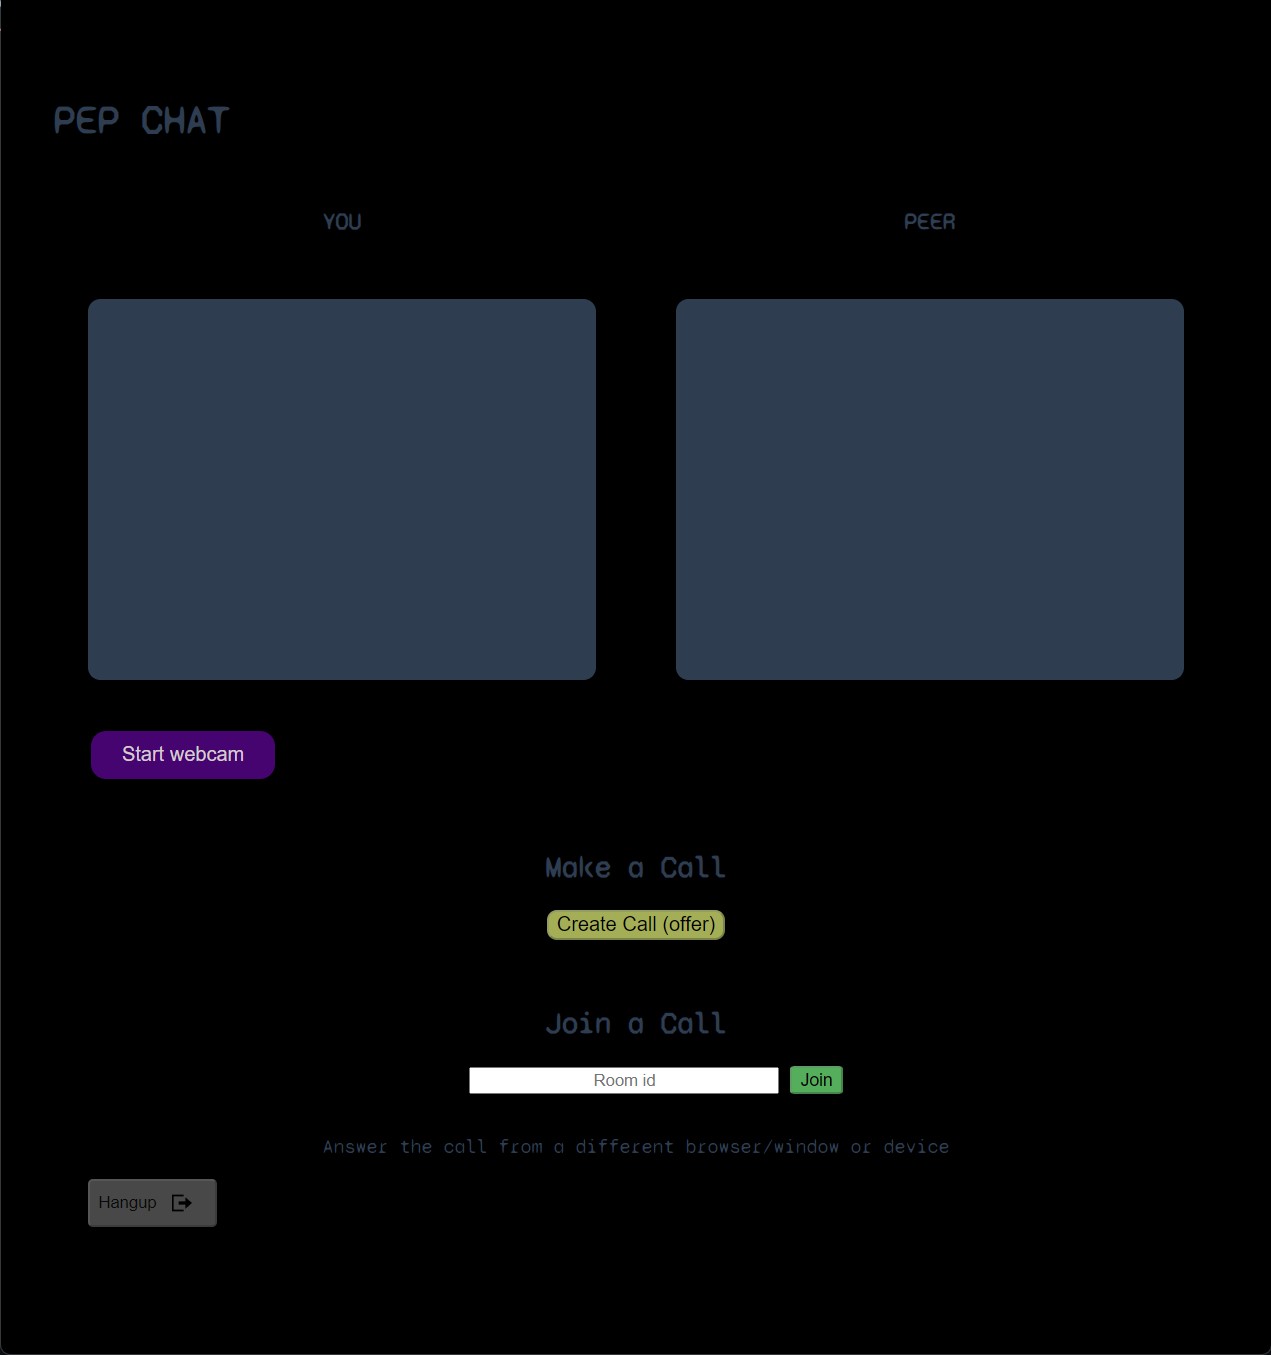 PEP CHAT
YOU
PEER
Start webcam
Make a Call
Create Call (offer)
Join a Call
Room id
Join
Answer the call from a different browser/window or device
Hangup